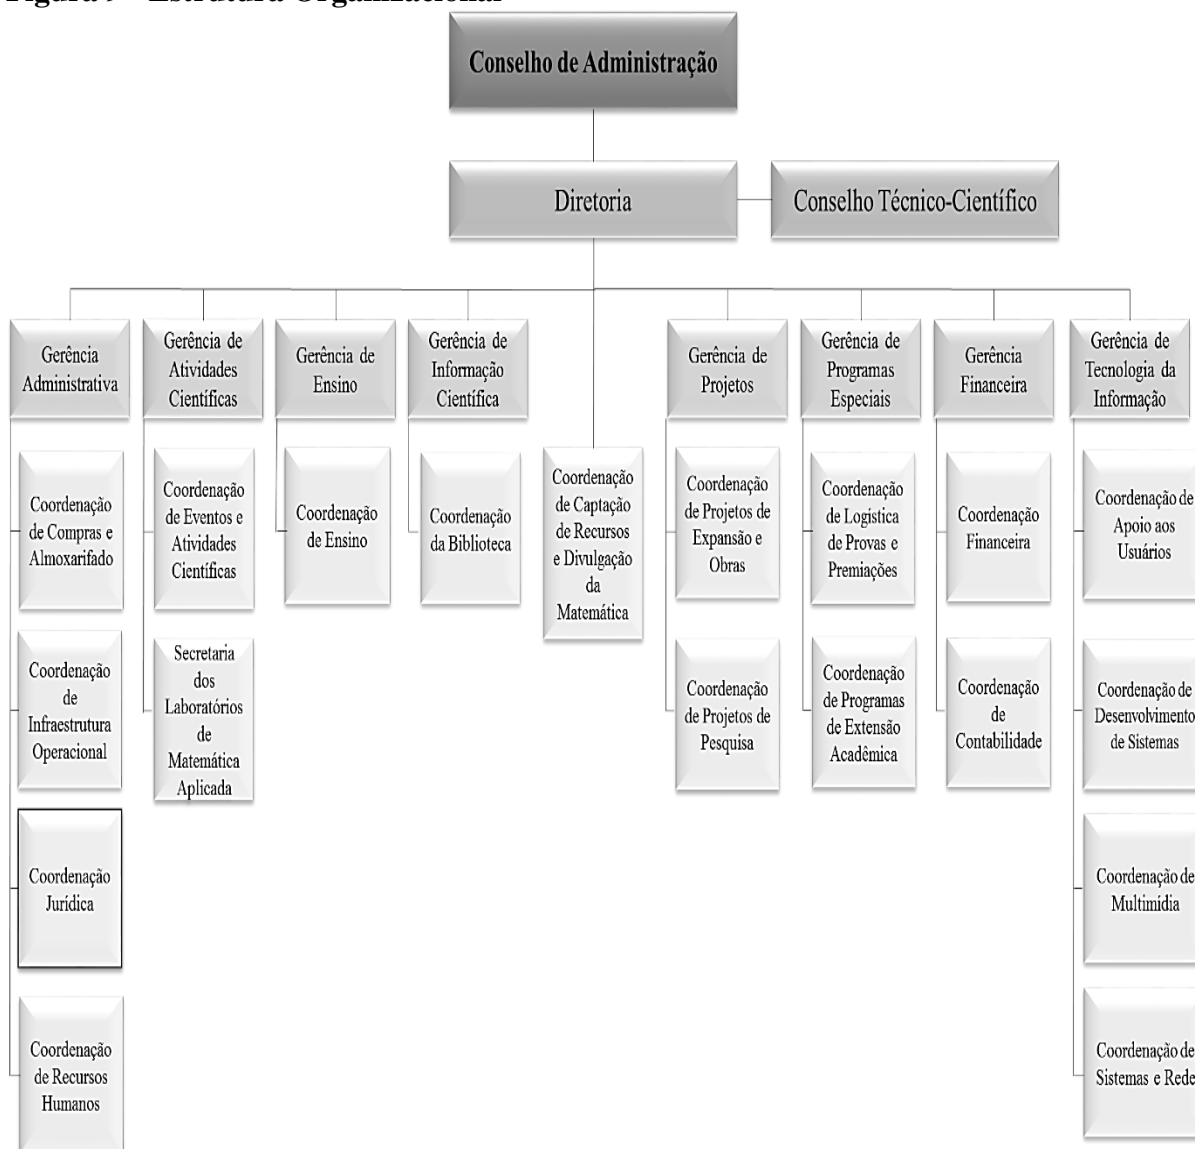 Figura 9 - Estrutura Organizacional
Conselho de Administração
Diretoria
Conselho Técnico-Científico
Gerência
Administrativa
Gerência de
Atividades
Científicas
Gerência de
Ensino
Gerência de
Informação
Científica
Gerência de
Projetos
Gerência de
Programas
Especiais
Gerência
Financeira
Gerência de
Tecnologia da
Informação
Coordenação
de Compras e
Almoxarifado
Coordenação
de Eventos e
Atividades
Científicas
Coordenação
de Ensino
Coordenação
da Biblioteca
Coordenação
de Captação
de Recursos
e Divulgação
da
Matemática
Coordenação
de Projetos de
Expansão e
Obras
Coordenação
de Logística
de Provas e
Premiações
Coordenação
Financeira
Coordenação de
Apoio aos
Usuários
Coordenação
de
Infraestrutura
Operacional
Secretaria
dos
Laboratórios
de
Matemática
Aplicada
Coordenação
de Projetos de
Pesquisa
Coordenação
de Programas
de Extensão
Acadêmica
Coordenação
de
Contabilidade
Coordenação de
Desenvolvimento
de Sistemas
Coordenação
Jurídica
Coordenação de
Multimídia
Coordenação
de Recursos
Humanos
Coordenação de
Sistemas e Rede